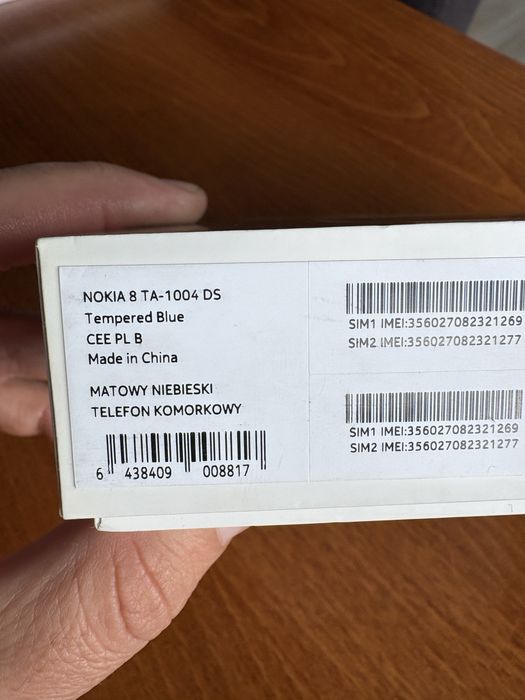 NOKIA 8 TA-1004 DS
Tempered Blue
CEE PL B
Made in China
MATOWY NIEBIESKI
TELEFON KOMORKOWY
6 438409 008817
SIM1 IMEI:356027082321269
SIM2 IMEI:356027082321277
SIM1 IMEI:356027082321269
SIM2 IMEI:356027082321277